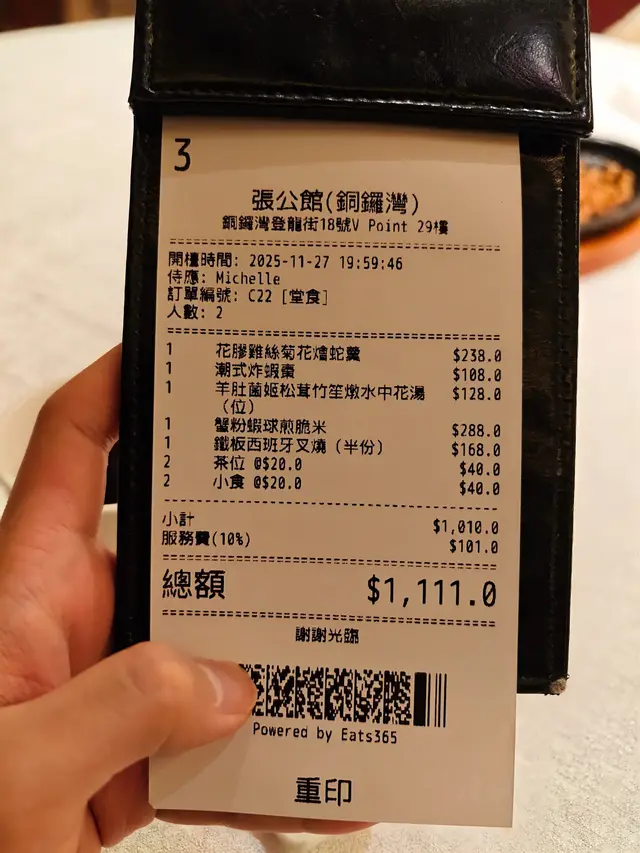 3
張公館(銅鑼灣)
銅鑼灣登龍街18號V Point 29樓
開檯時間: 2025-11-27 19:59:46
侍應: Michelle
訂單編號: C22 [堂食]
人數: 2
1 花膠雞絲菊花燴蛇羹 $238.0
1 潮式炸蝦棗 $108.0
1 羊肚菌姬松茸竹笙燉水中花湯 $128.0
(位)
1 蟹粉蝦球煎脆米 $288.0
1 鐵板西班牙叉燒 (半份) $168.0
2 茶位 @$20.0 $40.0
2 小食 @$20.0 $40.0
小計 $1,010.0
服務費(10%) $101.0
總額 $1,111.0
謝謝光臨
Powered by Eats365
重印